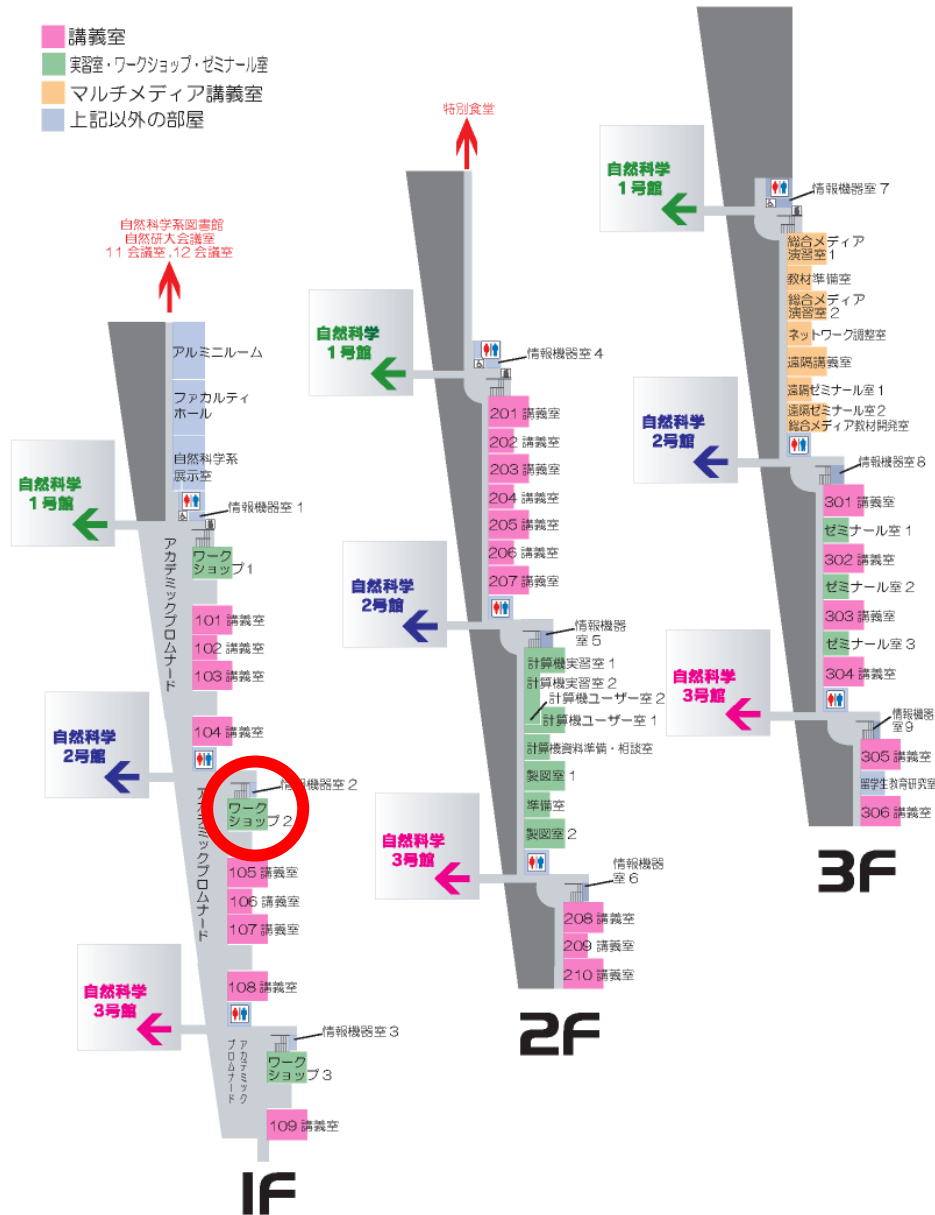 講義室
実習室・ワークショップ・ゼミナール室
マルチメディア講義室
上記以外の部屋
自然科学系図書館
自然研大会議室
11 会議室 ,12 会議室
アルミニルーム
ファカルティ
ホール
自然科学系
展示室
自然科学
1号館
情報機器室 1
ワーク
ショップ1
アカデミックプロムナード
101 講義室
102 講義室
103 講義室
104 講義室
自然科学
2号館
情報機器室 2
ワーク
ショップ2
アカデミックプロムナード
105 講義室
106 講義室
107 講義室
108 講義室
自然科学
3号館
情報機器室 3
アカデミック
プロムナード
ワーク
ショップ3
109 講義室
1F
特別食堂
自然科学
1号館
情報機器室 4
201 講義室
202 講義室
203 講義室
204 講義室
205 講義室
206 講義室
207 講義室
自然科学
2号館
情報機器
室 5
計算機実習室 1
計算機実習室 2
計算機ユーザー室 2
計算機ユーザー室 1
計算機資料準備・相談室
製図室 1
準備室
製図室 2
自然科学
3号館
情報機器
室 6
208 講義室
209 講義室
210 講義室
2F
自然科学
1号館
情報機器室 7
総合メディア
演習室 1
教材準備室
総合メディア
演習室 2
ネットワーク調整室
遠隔講義室
遠隔ゼミナール室 1
遠隔ゼミナール室 2
総合メディア教材開発室
自然科学
2号館
情報機器室 8
301 講義室
ゼミナール室 1
302 講義室
ゼミナール室 2
303 講義室
ゼミナール室 3
304 講義室
自然科学
3号館
情報機器
室 9
305 講義室
留学生教育研究室
306 講義室
3F